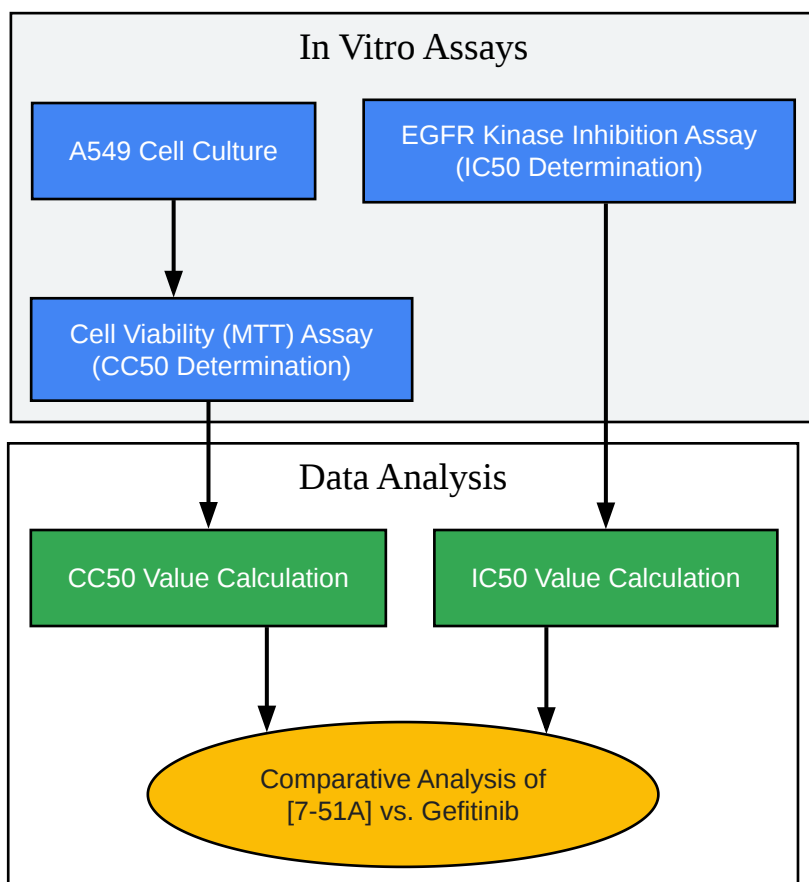 In Vitro Assays
A549 Cell Culture
EGFR Kinase Inhibition Assay
(IC50 Determination)
Cell Viability (MTT) Assay
(CC50 Determination)
Data Analysis
CC50 Value Calculation
IC50 Value Calculation
Comparative Analysis of
[7-51A] vs. Gefitinib